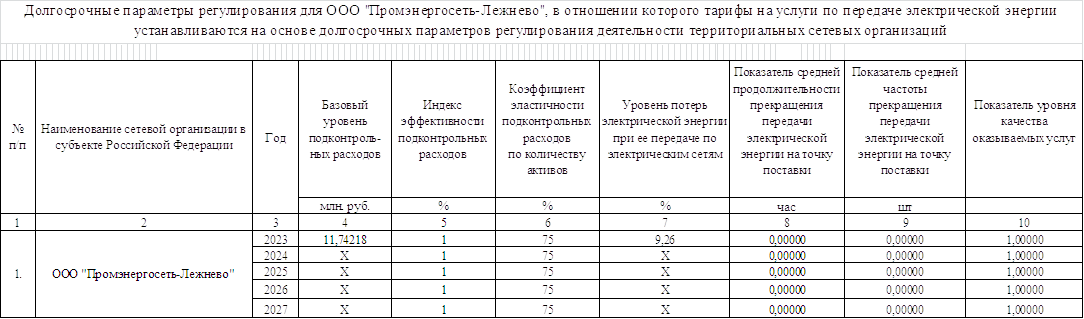 Долгосрочные параметры регулирования для ООО "Промэнергосеть-Лежнево", в отношении которого тарифы на услуги по передаче электрической энергии
устанавливаются на основе долгосрочных параметров регулирования деятельности территориальных сетевых организаций
№ п/п
Наименование сетевой организации в
субъекте Российской Федерации
Год
Базовый
уровень
подконтроль-
ных расходов
Индекс
эффективности
подконтрольных
расходов
Коэффициент
эластичности
подконтрольных
расходов
по количеству
активов
Уровень потерь
электрической энергии
при ее передаче по
электрическим сетям
Показатель средней
продолжительности
прекращения
передачи
электрической
энергии на точку
поставки
Показатель средней
частоты
прекращения
передачи
электрической
энергии на точку
поставки
Показатель уровня
качества
оказываемых услуг
млн. руб. % % % час шт
1 2 3 4 5 6 7 8 9 10
1. ООО "Промэнергосеть-Лежнево"
2023 11,74218 1 75 9,26 0,00000 0,00000 1,00000
2024 X 1 75 X 0,00000 0,00000 1,00000
2025 X 1 75 X 0,00000 0,00000 1,00000
2026 X 1 75 X 0,00000 0,00000 1,00000
2027 X 1 75 X 0,00000 0,00000 1,00000